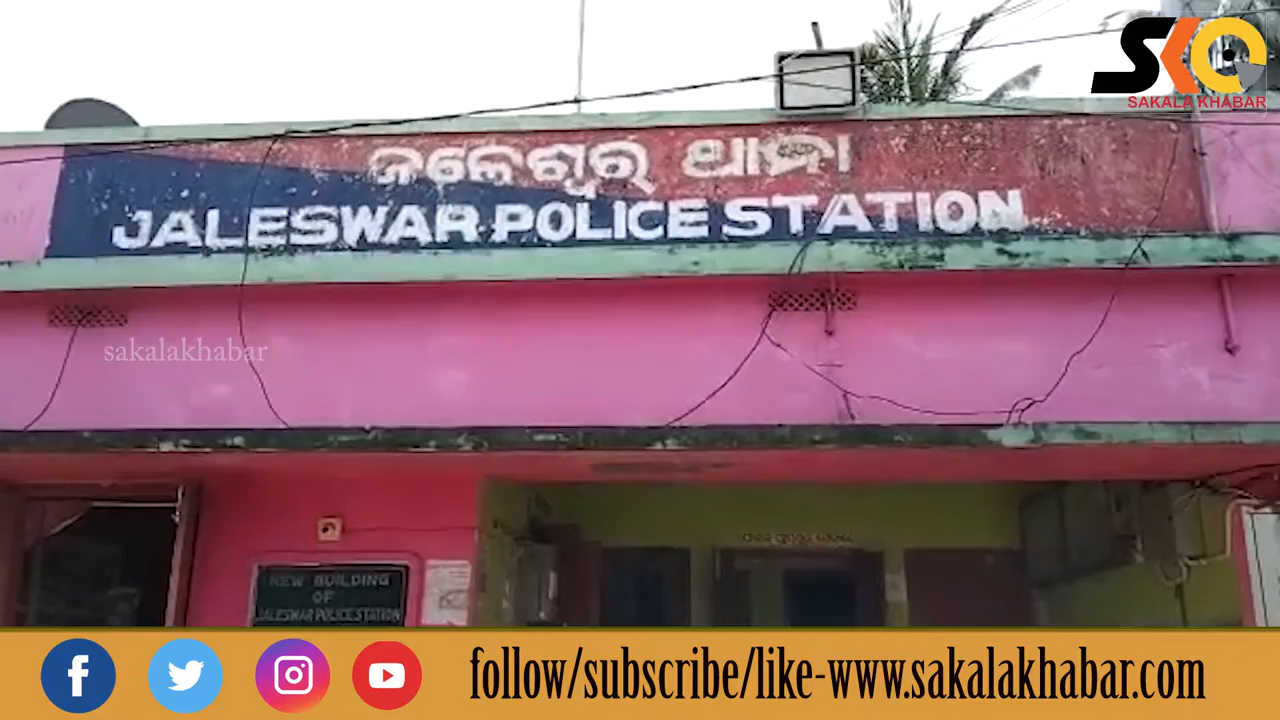 SKC
SAKALA KHABAR
ଜଳେଶ୍ୱର ଥାନା
JALESWAR POLICE STATION
sakalakhabar
NEW BUILDING
OF
JALESWAR POLICE STATION
follow/subscribe/like-www.sakalakhabar.com